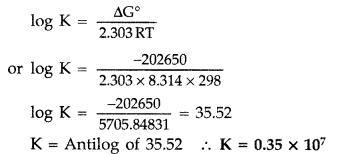 log K = ΔG° / 2.303 RT
or log K = −202650 / 2.303 × 8.314 × 298
log K = −202650 / 5705.84831 = 35.52
K = Antilog of 35.52 ∴ K = 0.35 × 10⁷